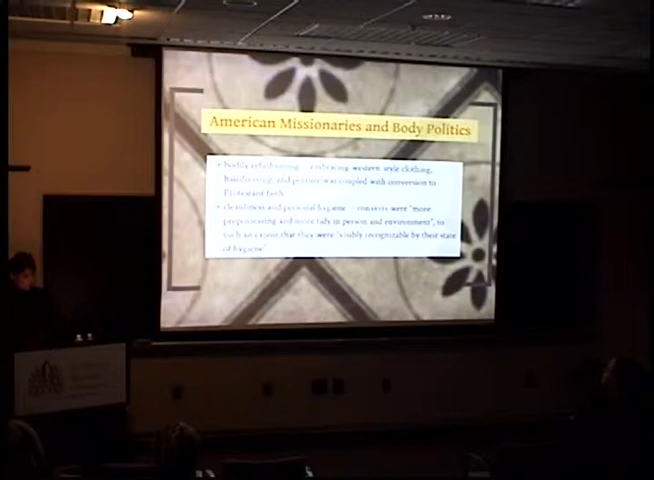 American Missionaries and Body Politics
bodily refashioning embracing western style clothing,
hairdressing, and posture was coupled with conversion to
Protestant faith
cleanliness and personal hygiene converts were "more
prepossessing and more tidy in person and environment", to
such an extent that they were "visibly recognizable by their state
of hygiene"